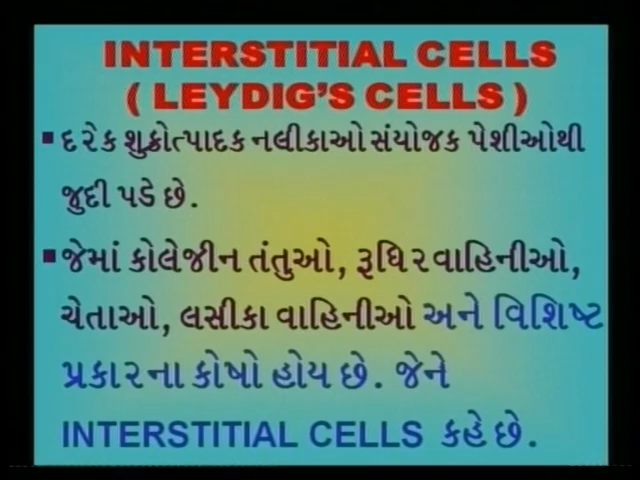 INTERSTITIAL CELLS
( LEYDIG'S CELLS )
▪ દરેક શુક્રોત્પાદક નલીકાઓ સંયોજક પેશીઓથી
જુદી પડે છે.
▪ જેમાં કોલેજીન તંતુઓ, રૂધિરવાહિનીઓ,
ચેતાઓ, લસીકા વાહિનીઓ અને વિશિષ્ટ
પ્રકારના કોષો હોય છે. જેને
INTERSTITIAL CELLS કહે છે.